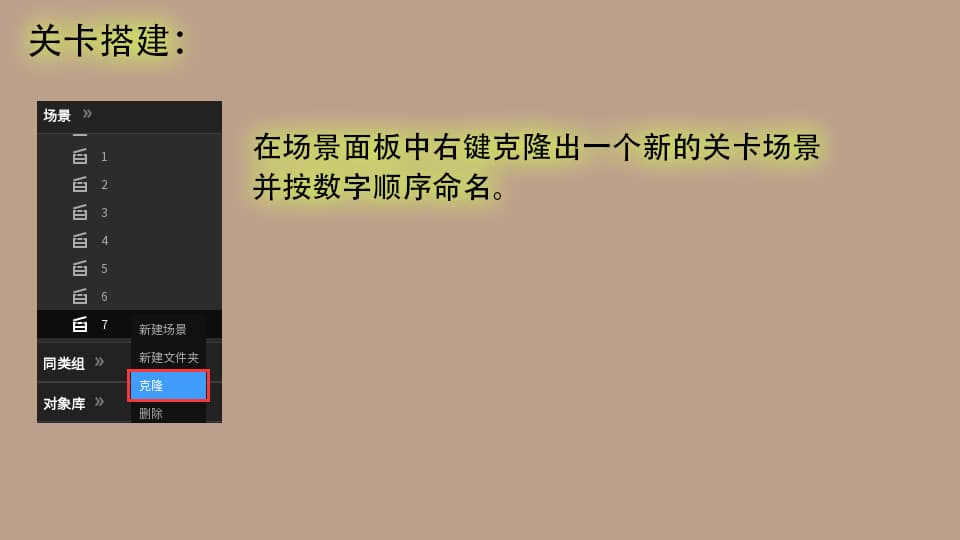 关卡搭建：
场景 »
1
2
3
4
5
6
7
新建场景
新建文件夹
克隆
删除
同类组 »
对象库 »
在场景面板中右键克隆出一个新的关卡场景
并按数字顺序命名。